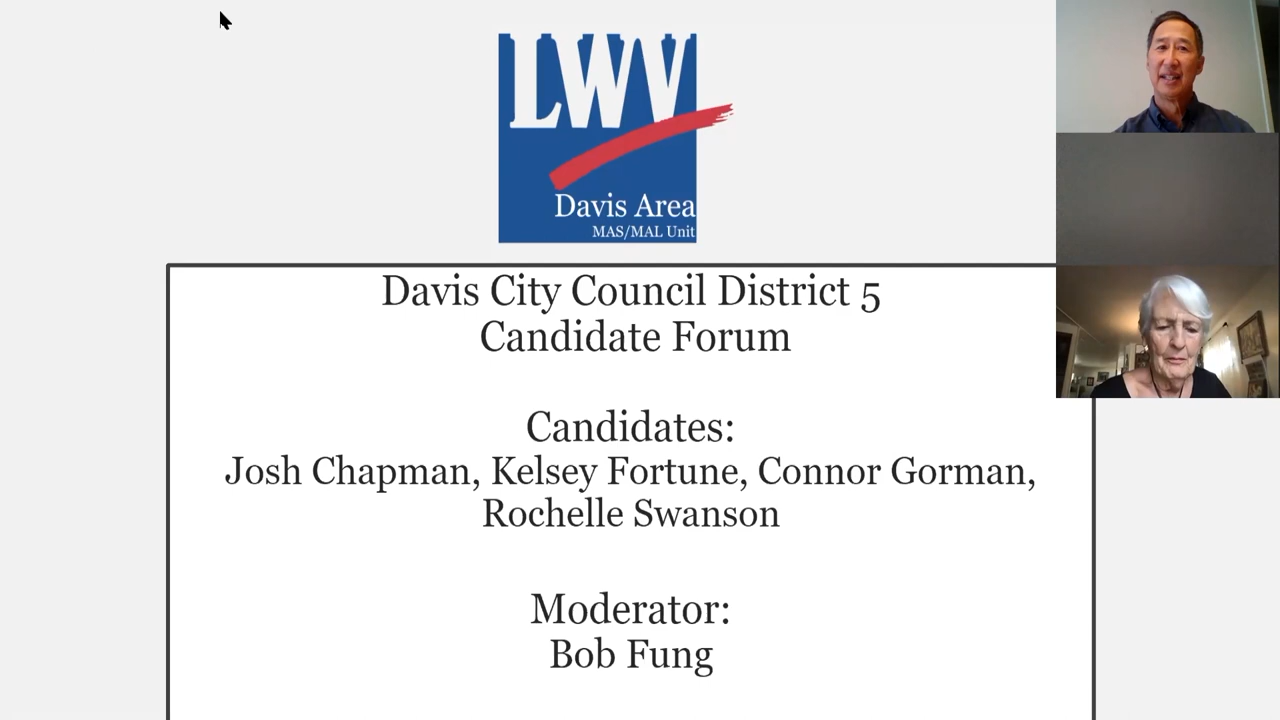 LWV
Davis Area
MAS/MAL Unit
Davis City Council District 5
Candidate Forum
Candidates:
Josh Chapman, Kelsey Fortune, Connor Gorman,
Rochelle Swanson
Moderator:
Bob Fung